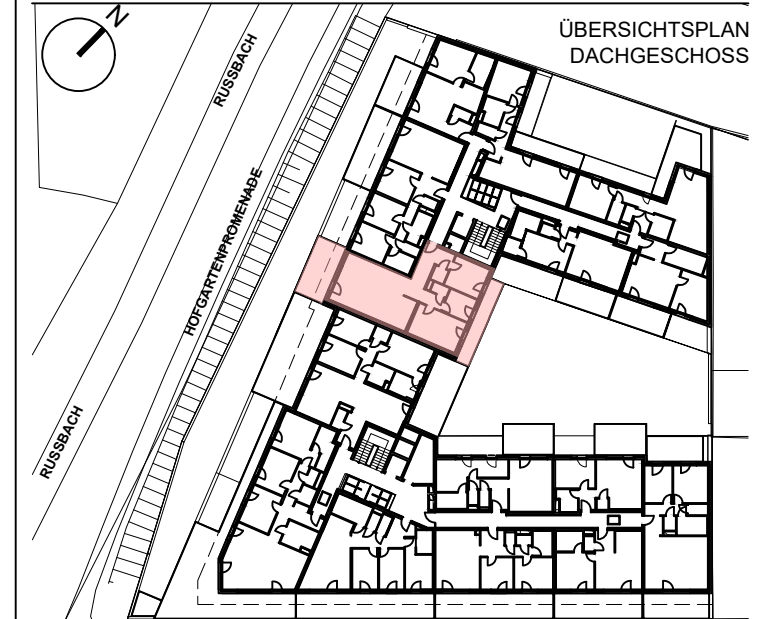 ÜBERSICHTSPLAN
DACHGESCHOSS
N
RUSSBACH
HOFGARTENPROMENADE
RUSSBACH